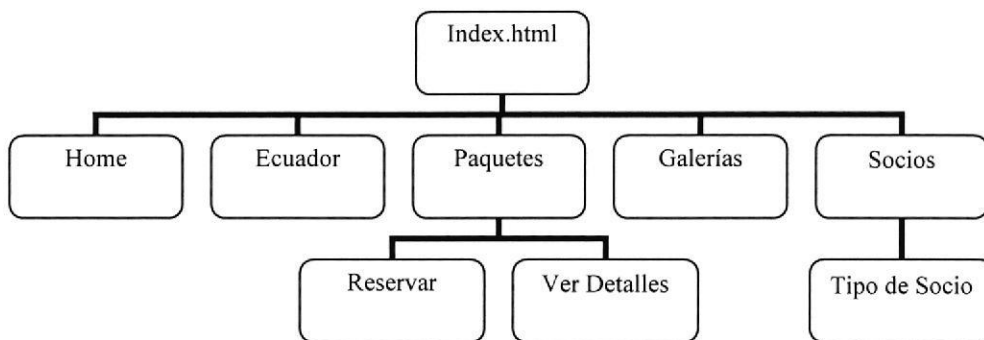 Index.html
Home
Ecuador
Paquetes
Galerías
Socios
Reservar
Ver Detalles
Tipo de Socio